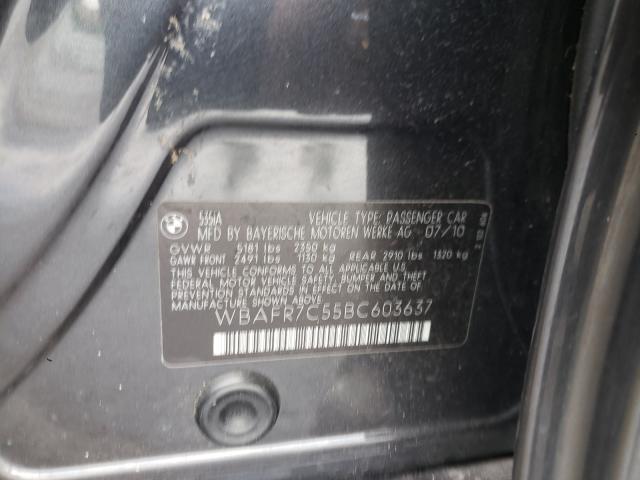 BMW
535iA VEHICLE TYPE: PASSENGER CAR
MFD BY BAYERISCHE MOTOREN WERKE AG 07/10
GVWR 5181 lbs 2350 kg
GAWR FRONT 2491 lbs 1130 kg REAR 2910 lbs 1320 kg
THIS VEHICLE CONFORMS TO ALL APPLICABLE U.S.
FEDERAL MOTOR VEHICLE SAFETY, BUMPER AND THEFT
PREVENTION STANDARDS IN EFFECT ON THE DATE OF
MANUFACTURE SHOWN ABOVE.
WBAFR7C55BC603637